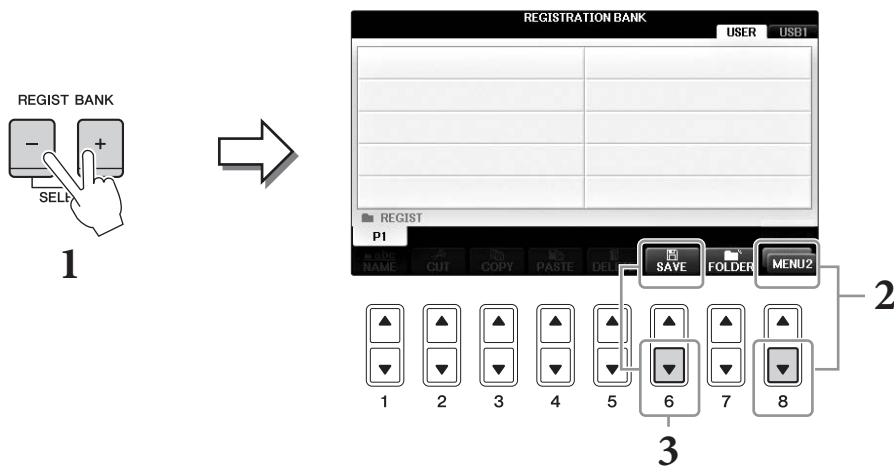 REGISTRATION BANK
USER USB1
REGIST BANK
- +
1
REGIST
P1
NAME CUT COPY PASTE SAVE FOLDER MENU2
2
1 2 3 4 5 6 7 8
3